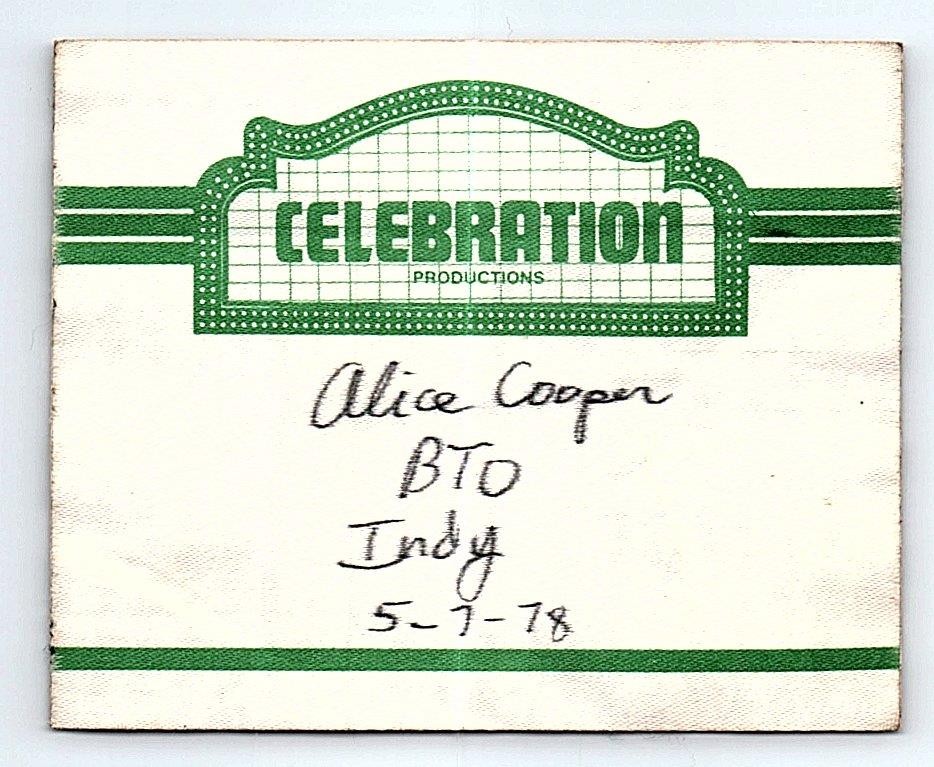 CELEBRATION
PRODUCTIONS
Alice Cooper
BTO
Indy
5-7-78